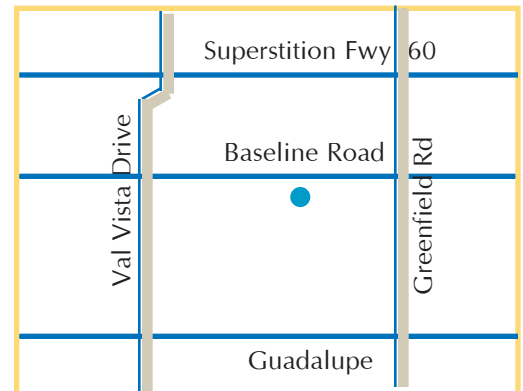 Superstition Fwy 60
Baseline Road
Val Vista Drive
Greenfield Rd
Guadalupe